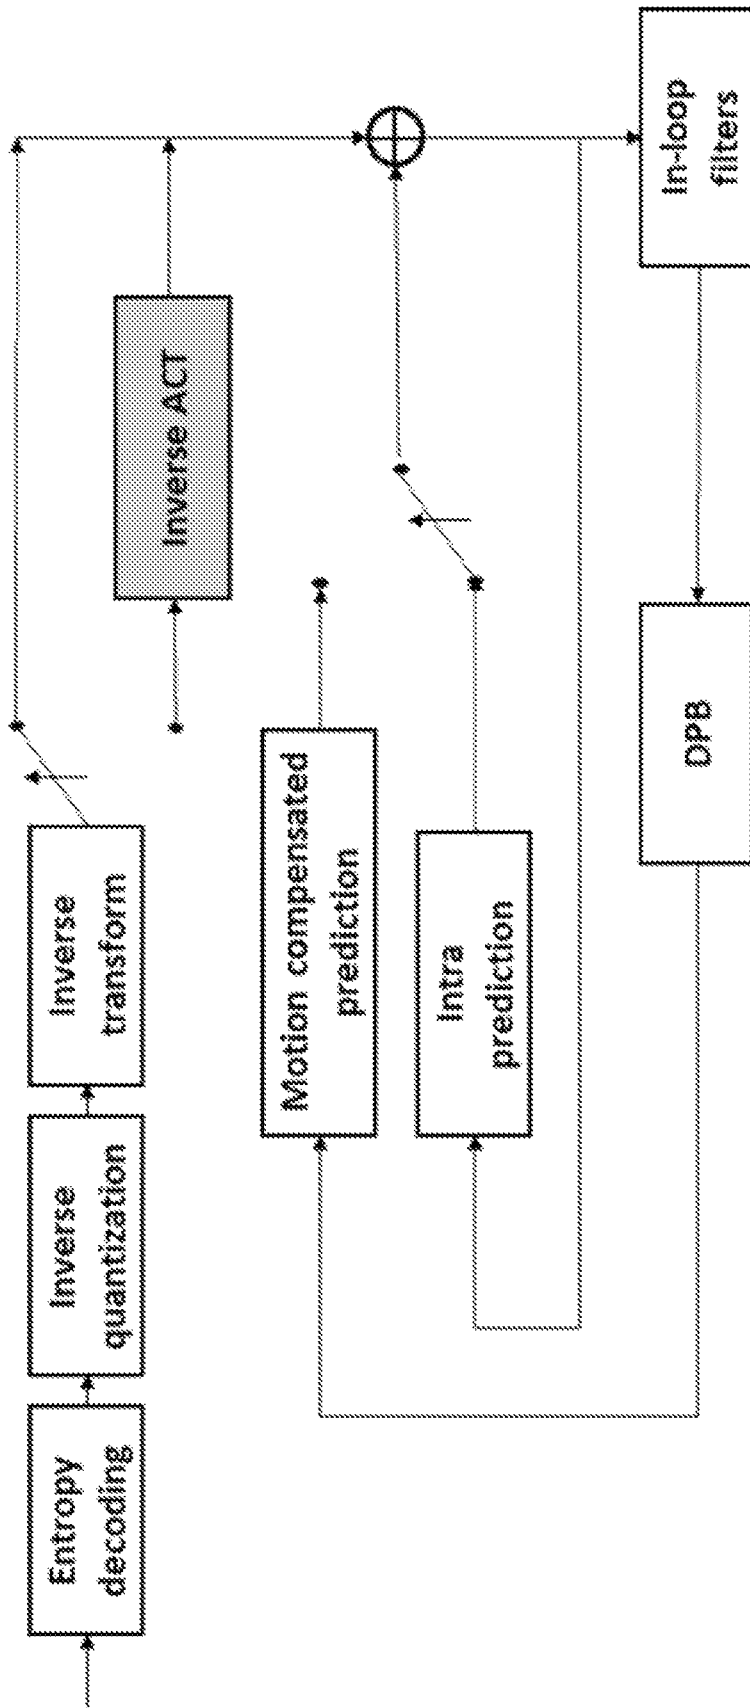 Entropy
decoding
Inverse
quantization
Inverse
transform
Inverse ACT
Motion compensated
prediction
Intra
prediction
In-loop
filters
DPB